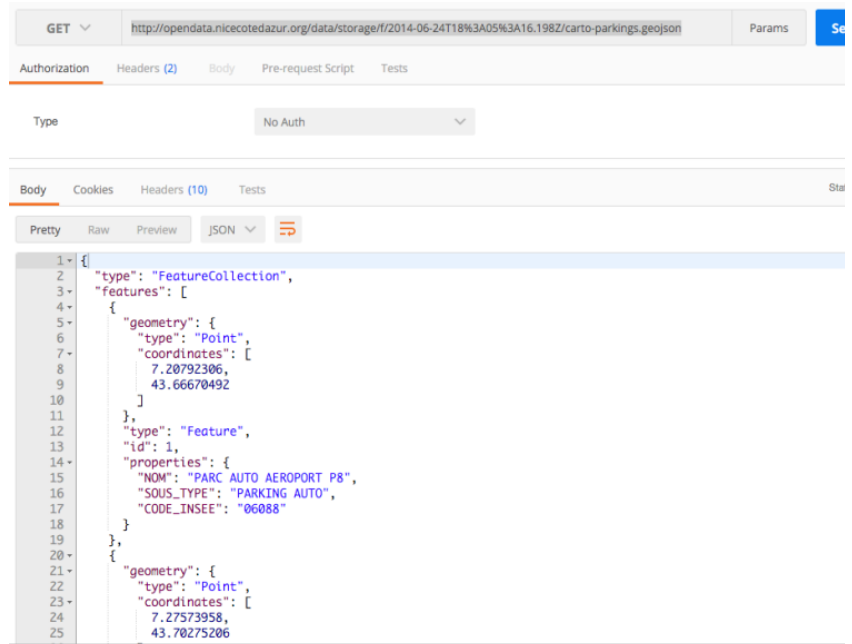 GET http://opendata.nicecotedazur.org/data/storage/f/2014-06-24T18%3A05%3A16.198Z/carto-parkings.geojson Params Se
Authorization Headers (2) Body Pre-request Script Tests
Type No Auth
Body Cookies Headers (10) Tests Stat
Pretty Raw Preview JSON
1 {
2 "type": "FeatureCollection",
3 "features": [
4 {
5 "geometry": {
6 "type": "Point",
7 "coordinates": [
8 7.20792306,
9 43.66670492
10 ]
11 },
12 "type": "Feature",
13 "id": 1,
14 "properties": {
15 "NOM": "PARC AUTO AEROPORT P8",
16 "SOUS_TYPE": "PARKING AUTO",
17 "CODE_INSEE": "06088"
18 }
19 },
20 {
21 "geometry": {
22 "type": "Point",
23 "coordinates": [
24 7.27573958,
25 43.70275206